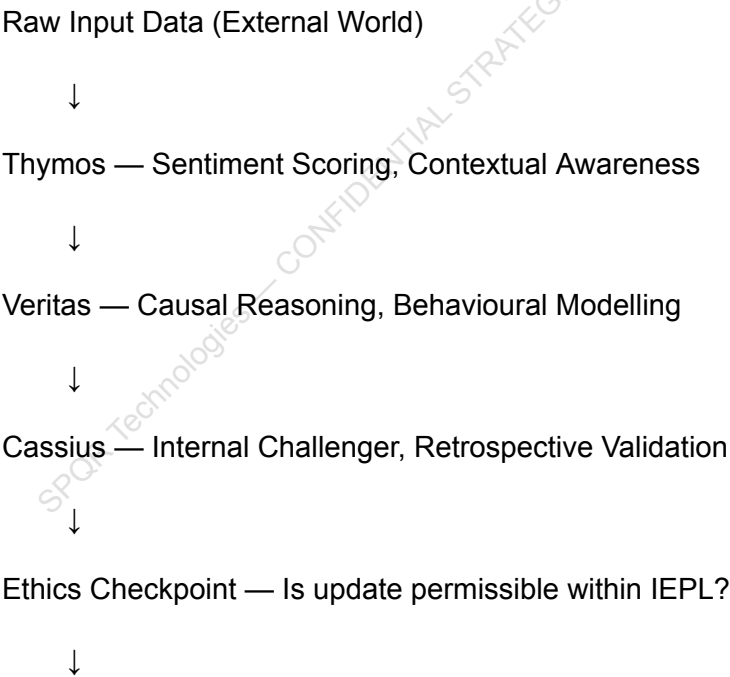 Raw Input Data (External World)
↓
Thymos — Sentiment Scoring, Contextual Awareness
↓
Veritas — Causal Reasoning, Behavioural Modelling
↓
Cassius — Internal Challenger, Retrospective Validation
↓
Ethics Checkpoint — Is update permissible within IEPL?
↓
SPQR Technologies — CONFIDENTIAL